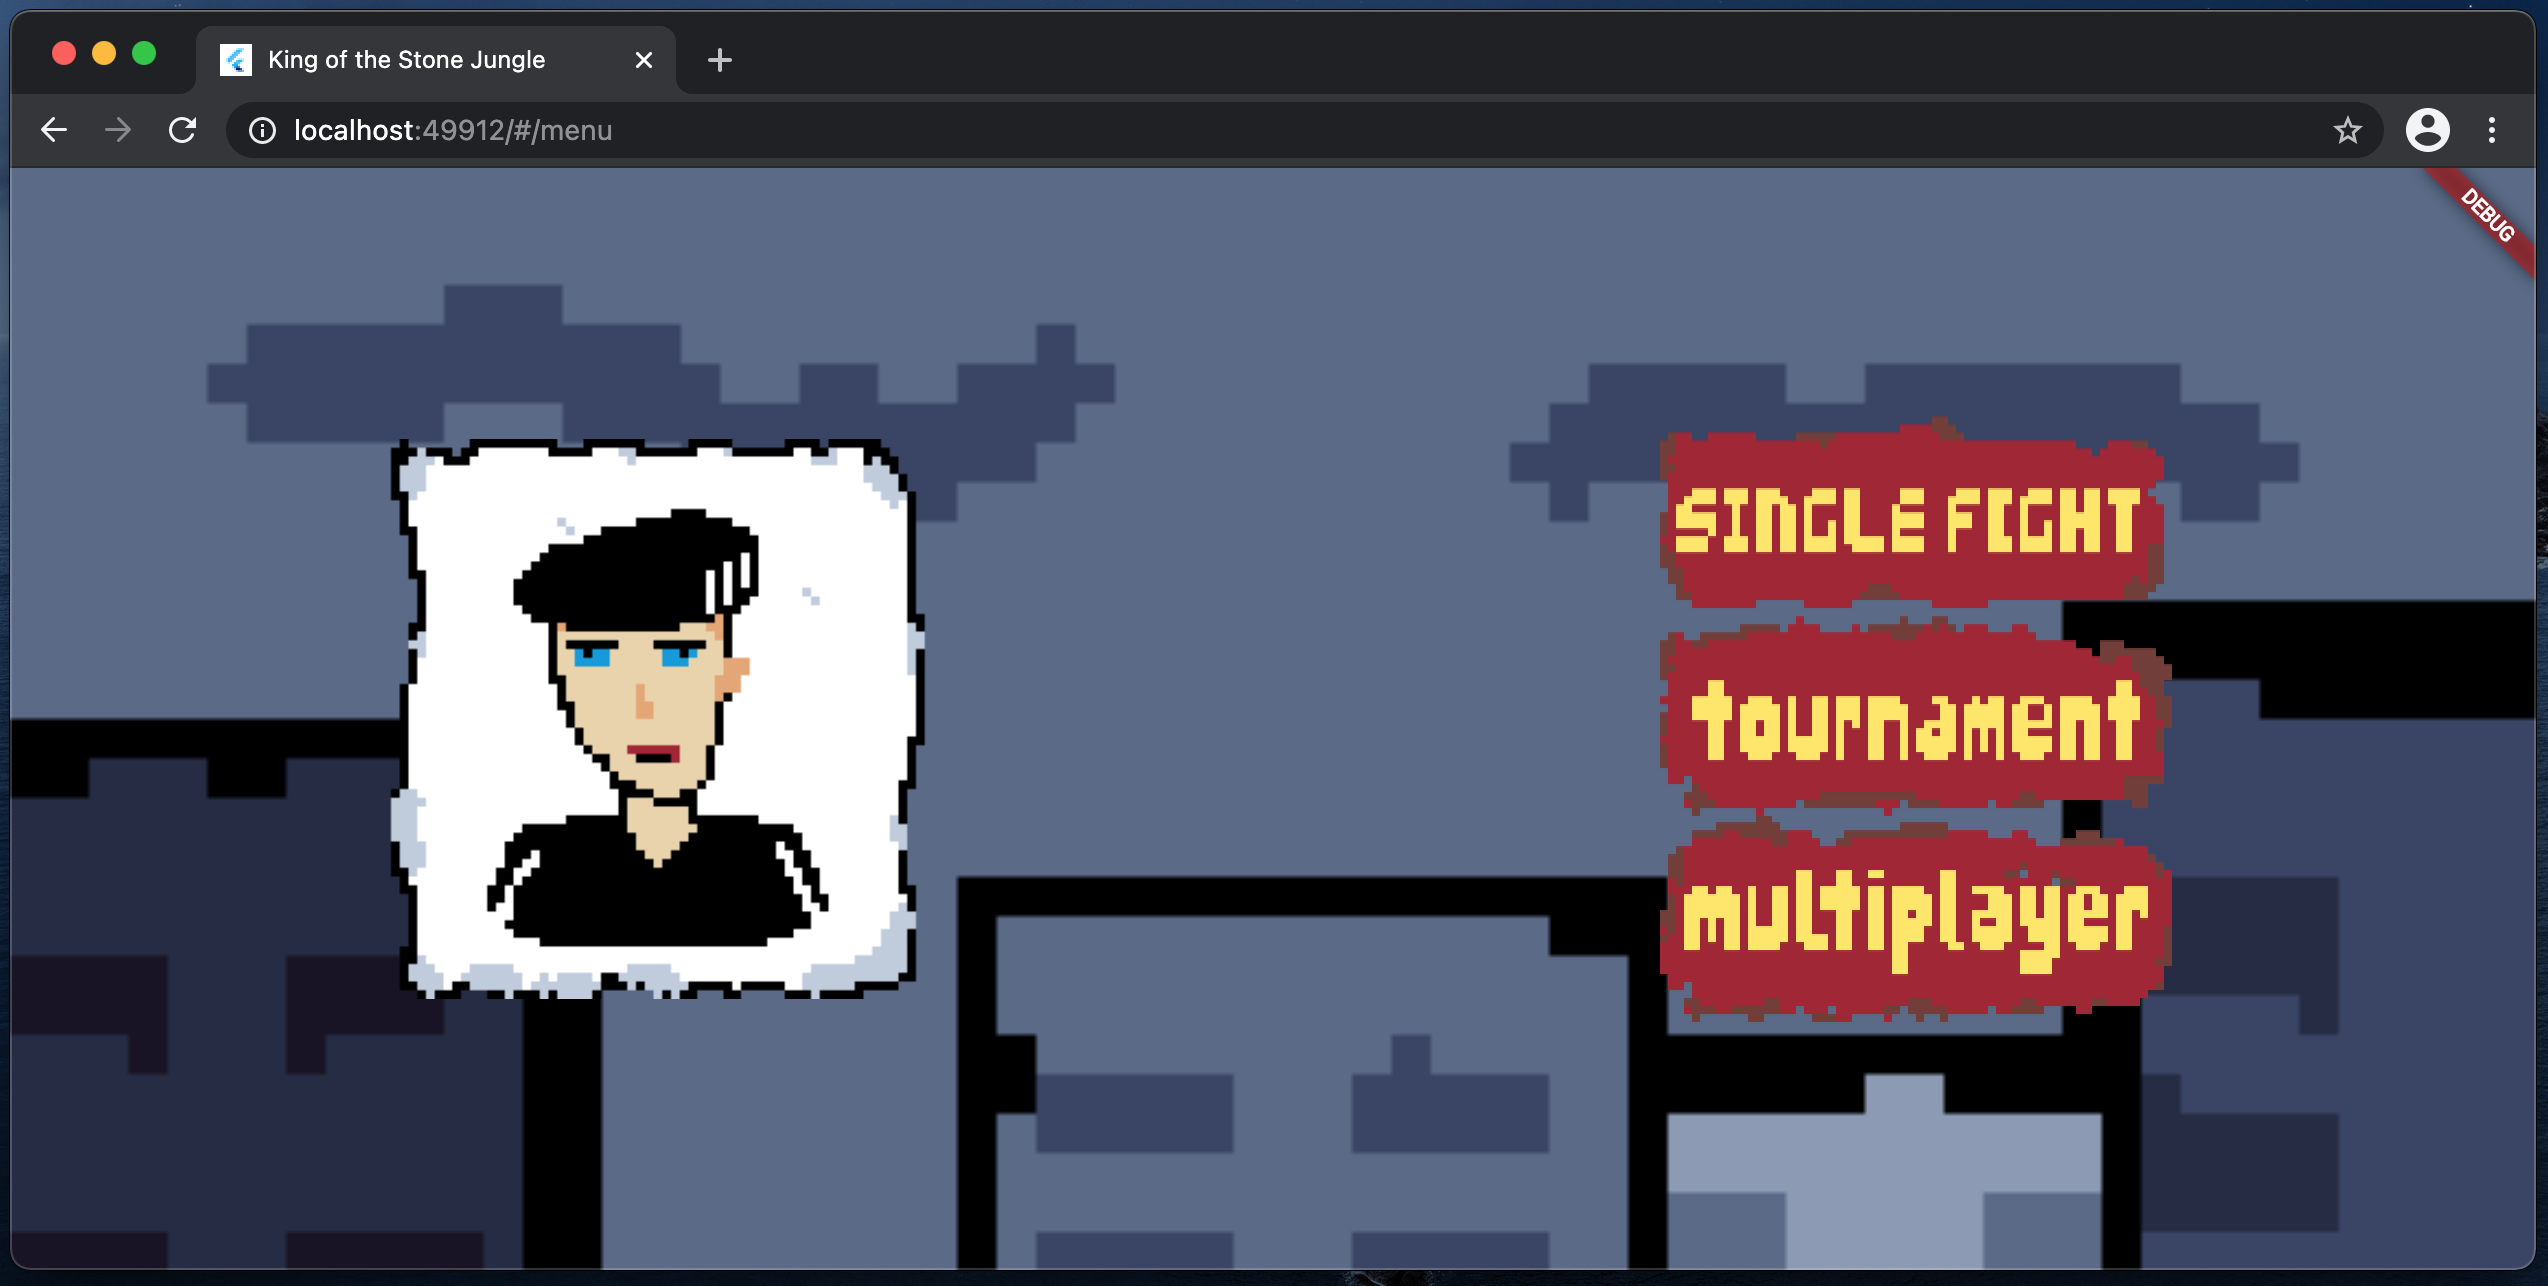 King of the Stone Jungle
localhost:49912/#/menu
DEBUG
SINGLE FIGHT
tournament
multiplayer